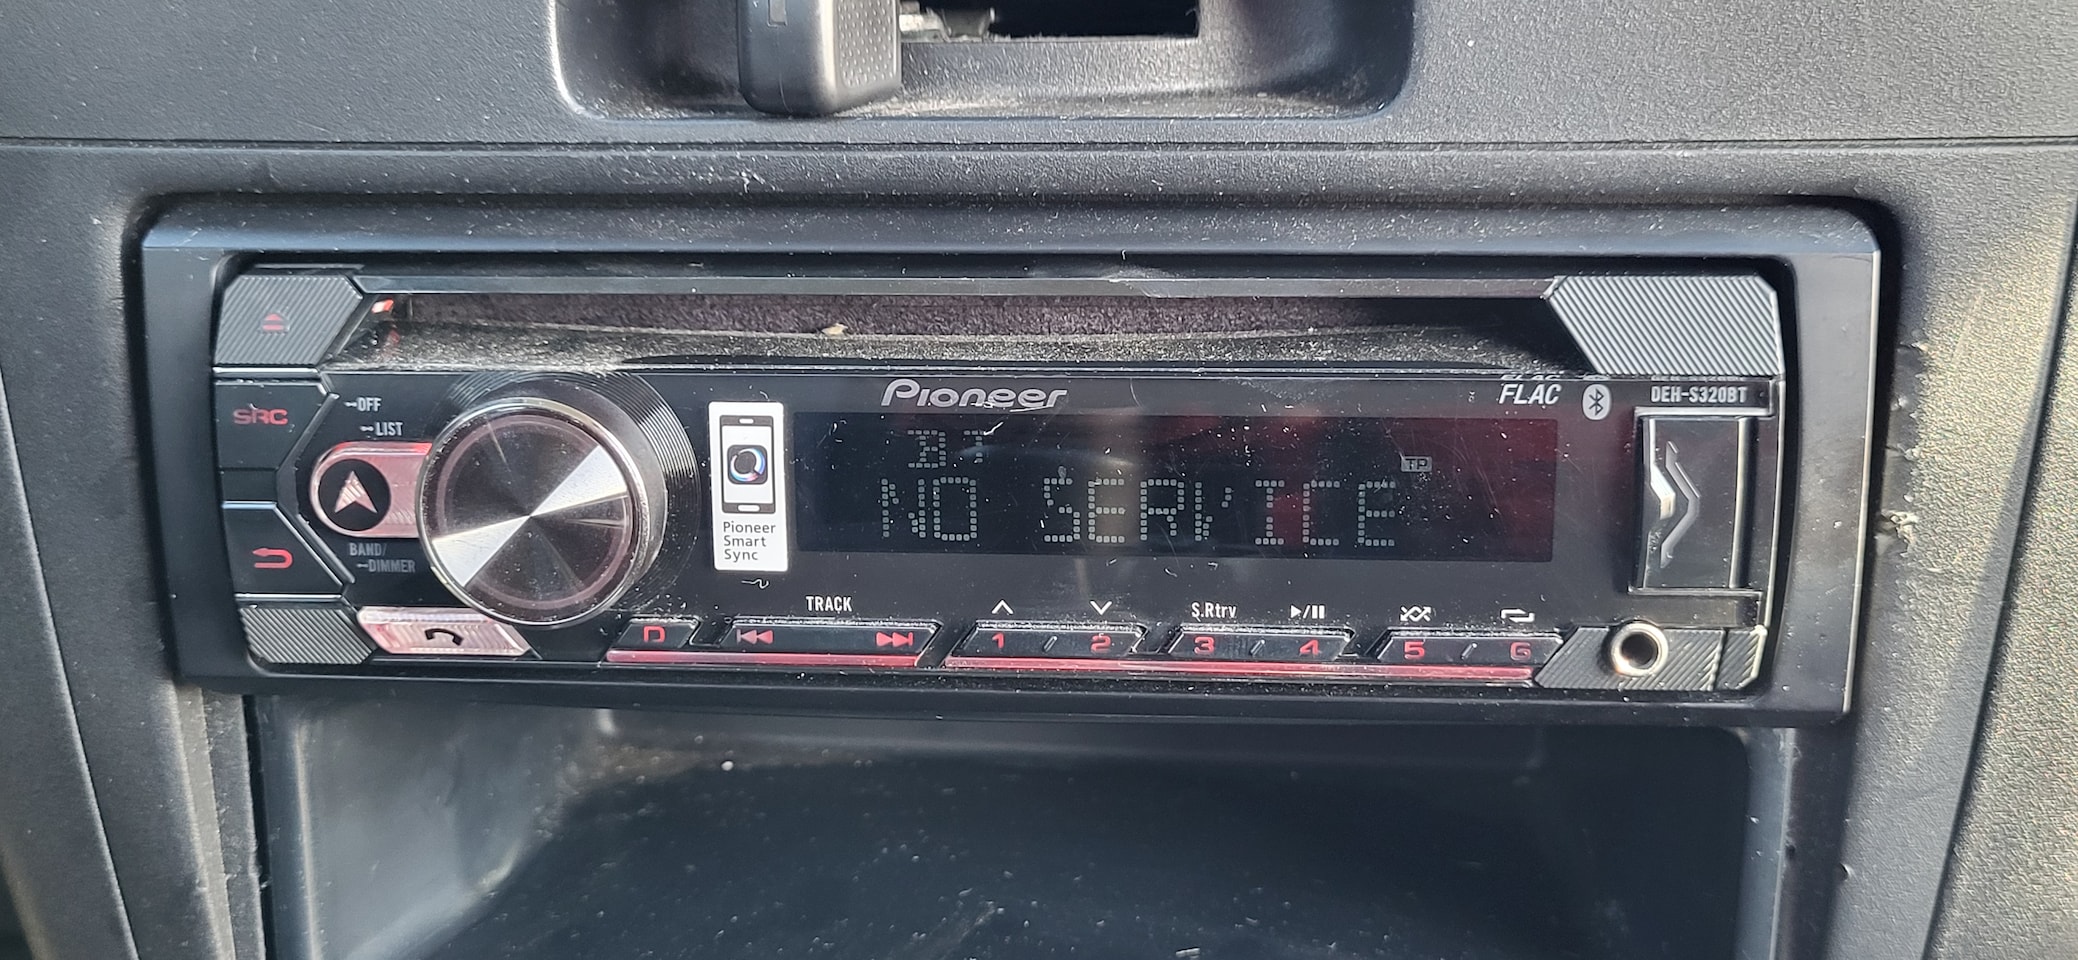 Pioneer
FLAC
DEH-S320BT
SRC
OFF
LIST
BAND/
DIMMER
Pioneer
Smart
Sync
BT
TP
NO SERVICE
TRACK
S.Rtrv
D
1 / 2
3 / 4
5 / 6